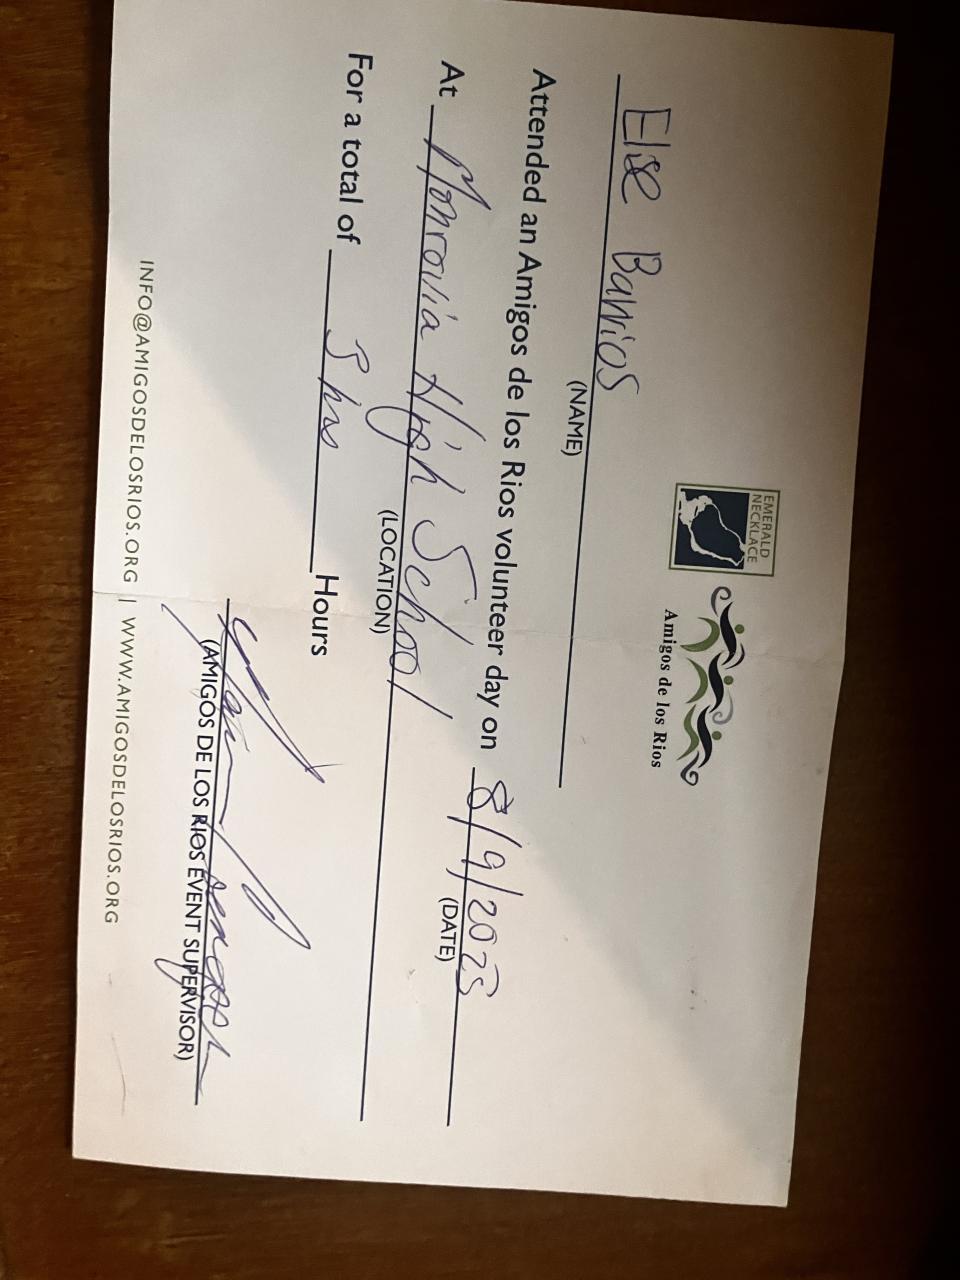 EMERALD
NECKLACE
Amigos de los Rios
Else Barrios
(NAME)
Attended an Amigos de los Rios volunteer day on 8/9/2025
(DATE)
At Monrovia High School
(LOCATION)
For a total of 3 hrs Hours
(AMIGOS DE LOS RIOS EVENT SUPERVISOR)
INFO@AMIGOSDELOSRIOS.ORG | WWW.AMIGOSDELOSRIOS.ORG